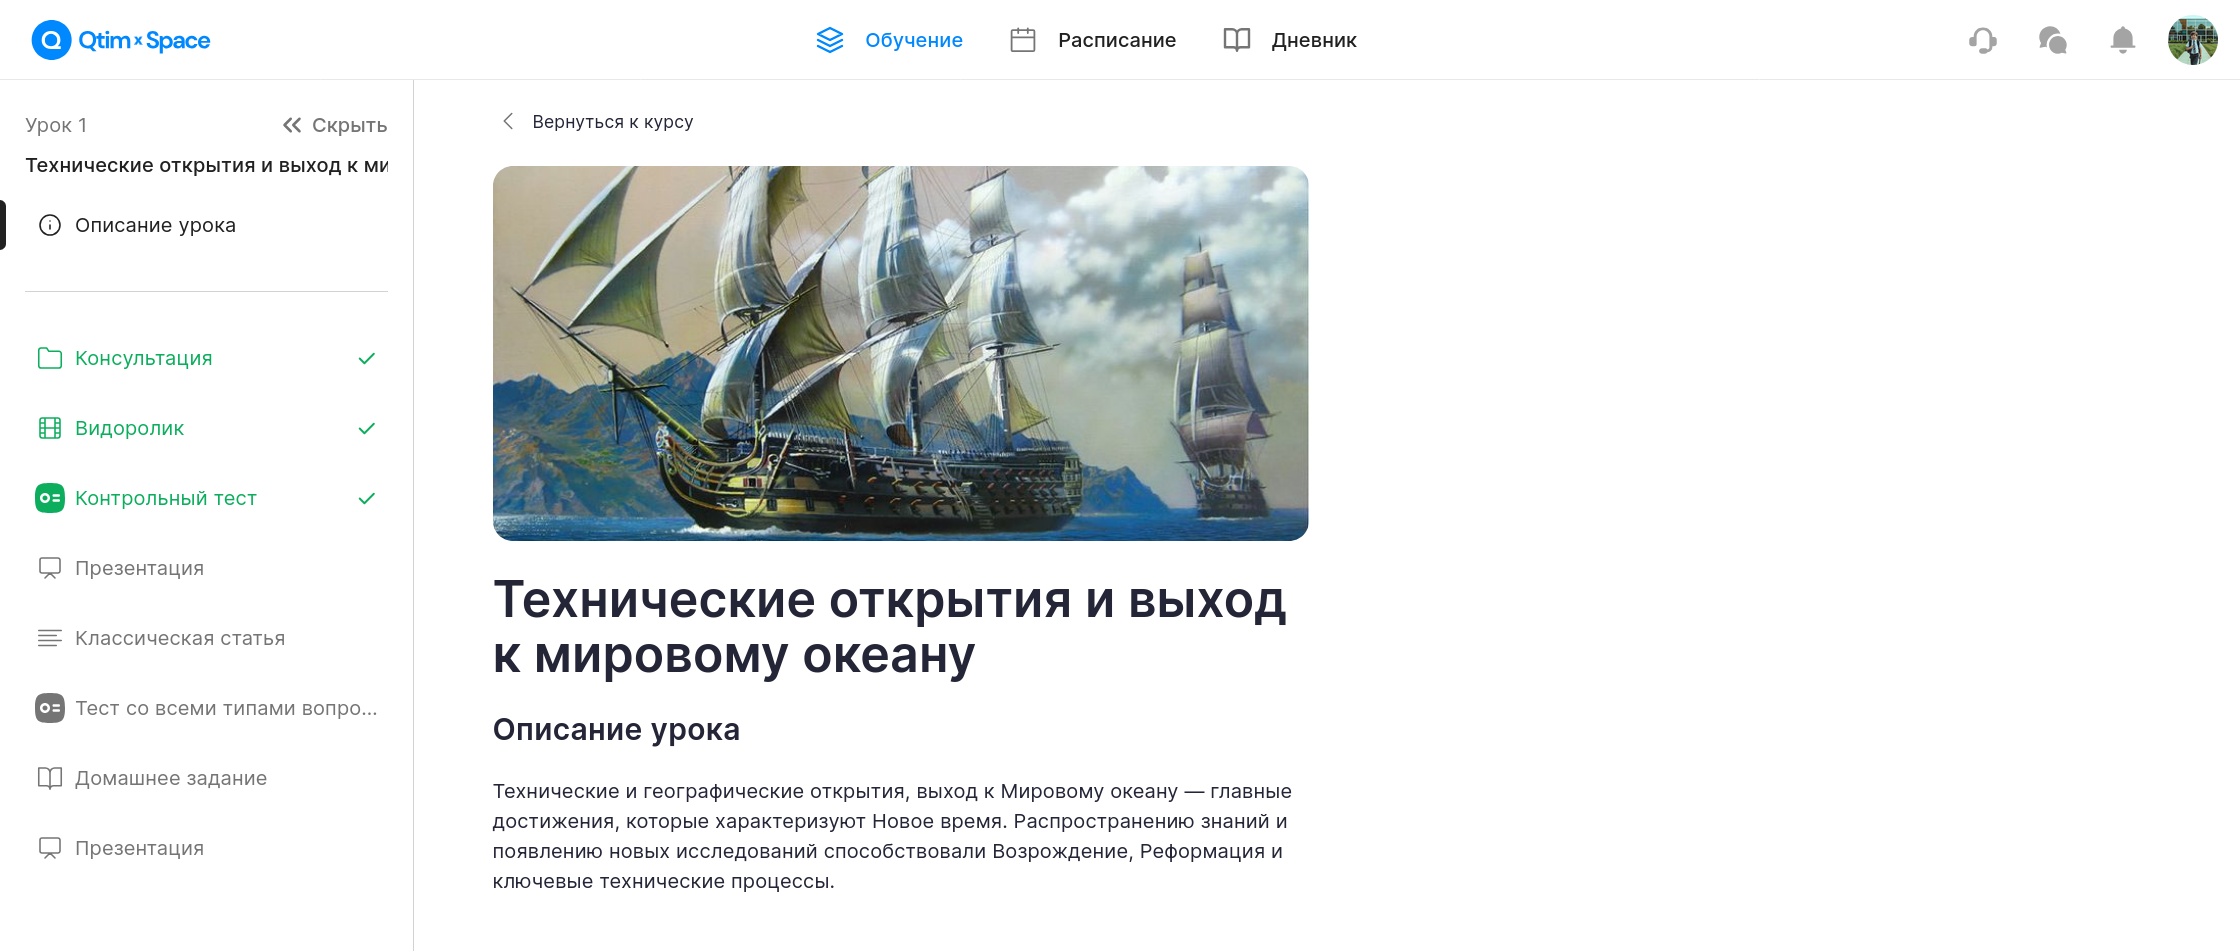 Qtim x Space
Обучение
Расписание
Дневник
Урок 1
Скрыть
Технические открытия и выход к ми
Описание урока
Консультация
Видоролик
Контрольный тест
Презентация
Классическая статья
Тест со всеми типами вопро...
Домашнее задание
Презентация
Вернуться к курсу
Технические открытия и выход
к мировому океану
Описание урока
Технические и географические открытия, выход к Мировому океану — главные
достижения, которые характеризуют Новое время. Распространению знаний и
появлению новых исследований способствовали Возрождение, Реформация и
ключевые технические процессы.